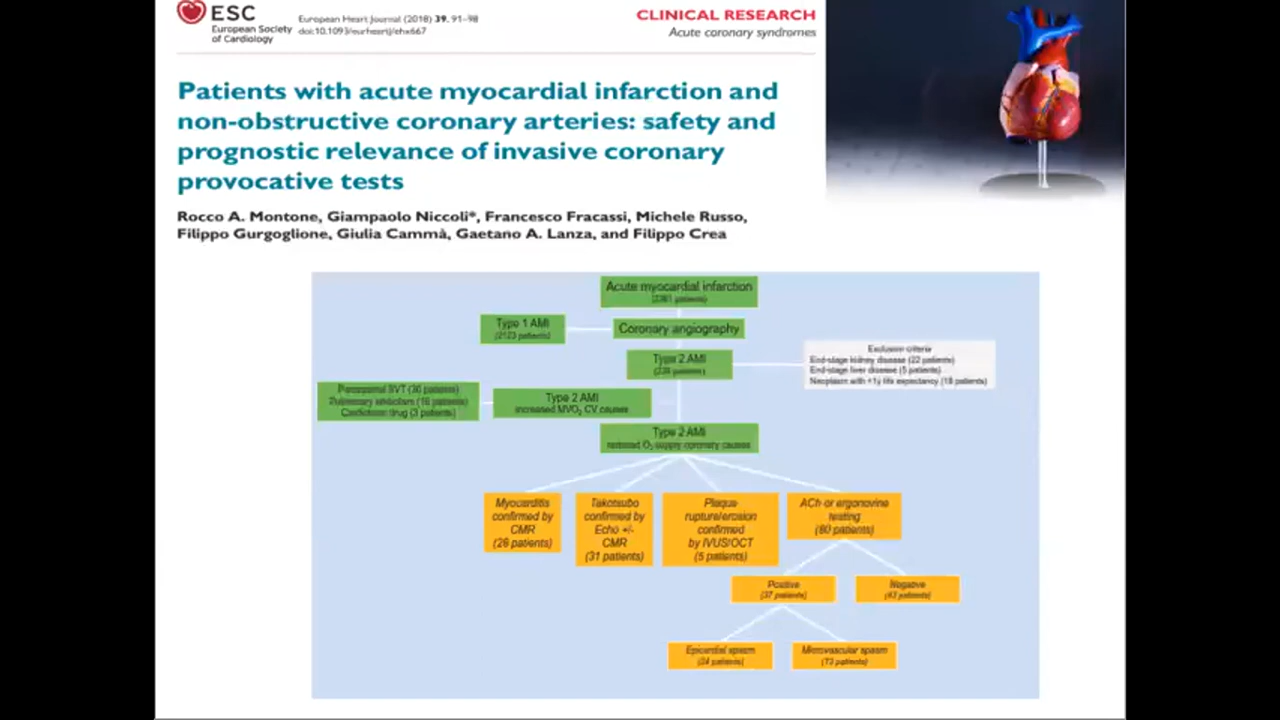 ESC
European Society
of Cardiology
European Heart Journal (2018) 39, 91–98
doi:10.1093/eurheartj/ehx667
CLINICAL RESEARCH
Acute coronary syndromes
Patients with acute myocardial infarction and
non-obstructive coronary arteries: safety and
prognostic relevance of invasive coronary
provocative tests
Rocco A. Montone, Giampaolo Niccoli*, Francesco Fracassi, Michele Russo,
Filippo Gurgoglione, Giulia Cammà, Gaetano A. Lanza, and Filippo Crea
Acute myocardial infarction
patients)
Type 1 AMI
(2123 patients)
Coronary angiography
Type 2 AMI
patients)
Exclusion criteria
End-stage kidney disease (22 patients)
End-stage liver disease (5 patients)
Neoplasm with <1y life expectancy (18 patients)
SVT patients)
Pulmonary embolism patients)
drug (3 patients)
Type 2 AMI
increased MVO2 CV causes
Type 2 AMI
reduced O2 supply coronary causes
Myocarditis
confirmed by
CMR
patients)
Takotsubo
confirmed by
Echo +/-
CMR
(31 patients)
Plaque
rupture/erosion
confirmed
by IVUS/OCT
(5 patients)
ACh or ergonovine
testing
(80 patients)
Positive
(37 patients)
Negative
(43 patients)
Epicardial spasm
(24 patients)
Microvascular spasm
patients)